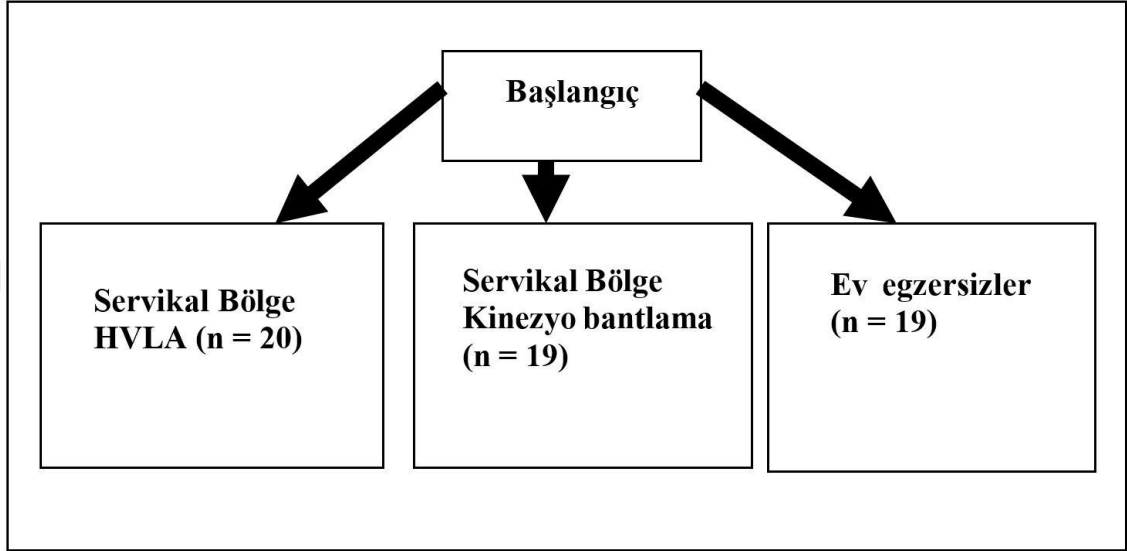 Başlangıç
Servikal Bölge
HVLA (n = 20)
Servikal Bölge
Kinezyo bantlama
(n = 19)
Ev egzersizler
(n = 19)